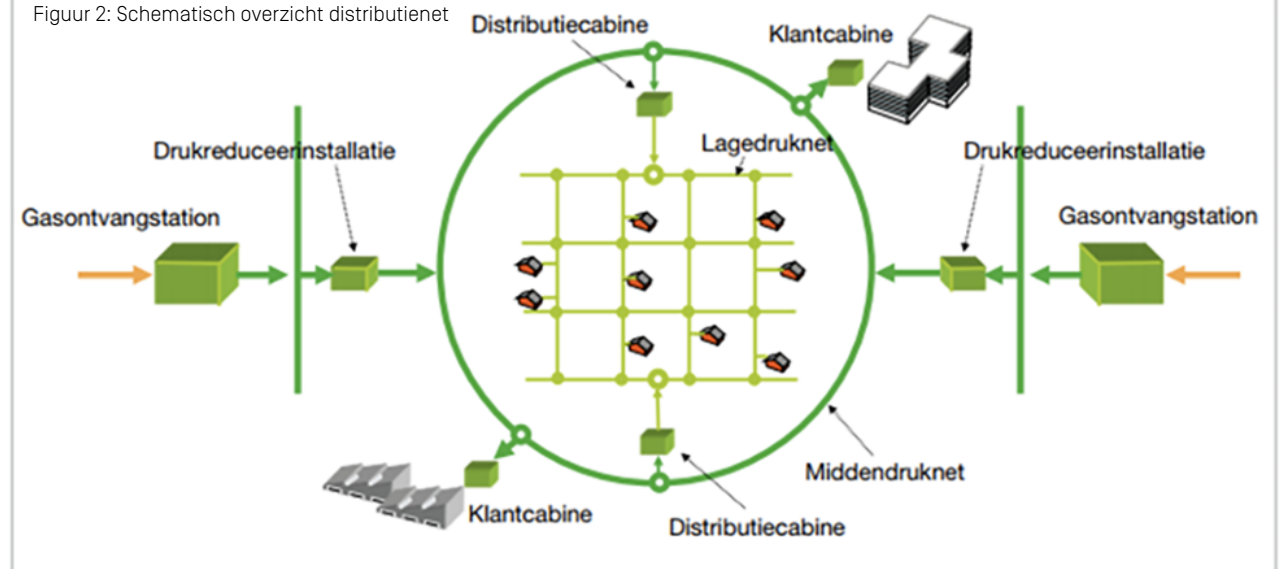 Figuur 2: Schematisch overzicht distributienet
Distributiecabine
Klantcabine
Drukreduceerinstallatie
Lagedruknet
Drukreduceerinstallatie
Gasontvangstation
Gasontvangstation
Middendruknet
Klantcabine
Distributiecabine